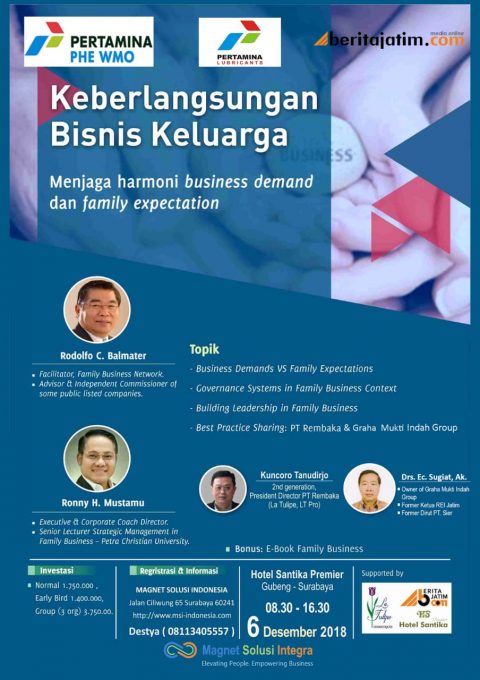 PERTAMINA
PHE WMO
PERTAMINA
LUBRICANTS
media online
beritajatim.com
Keberlangsungan
Bisnis Keluarga
BUSINESS
Menjaga harmoni business demand
dan family expectation
Rodolfo C. Balmater
Facilitator, Family Business Network.
Advisor & Independent Commissioner of
some public listed companies.
Topik
- Business Demands VS Family Expectations
- Governance Systems in Family Business Context
- Building Leadership in Family Business
- Best Practice Sharing: PT Rembaka & Graha Mukti Indah Group
Ronny H. Mustamu
Executive & Corporate Coach Director.
Senior Lecturer Strategic Management in
Family Business - Petra Christian University.
Kuncoro Tanudirjo
2nd generation,
President Director PT Rembaka
(La Tulipe, LT Pro)
Drs. Ec. Sugiat, Ak.
Owner of Graha Mukti Indah
Group
Former Ketua REI Jatim
Former Dirut PT. Sier
Bonus: E-Book Family Business
Investasi
Normal 1.750.000 ,
Early Bird 1.400.000,
Group (3 org) 3.750.00.
Regristrasi & Informasi
MAGNET SOLUSI INDONESIA
Jalan Ciliwung 65 Surabaya 60241
http://www.msi-indonesia.com
Destya ( 08113405557 )
Hotel Santika Premier
Gubeng - Surabaya
08.30 - 16.30
6 Desember 2018
Supported by
La Tulipe
BERITA
JATIM
com
HS
Hotel Santika
Magnet Solusi Integra
Elevating People. Empowering Business